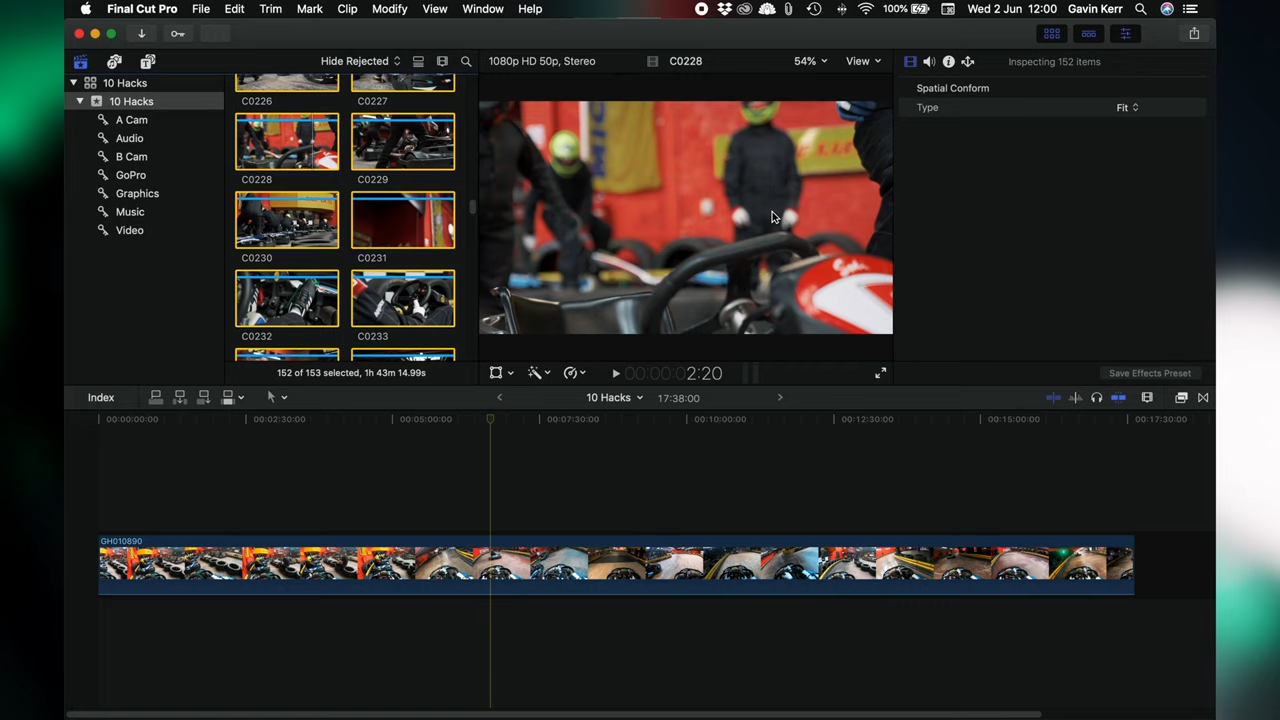 Final Cut Pro File Edit Trim Mark Clip Modify View Window Help 100% Wed 2 Jun 12:00 Gavin Kerr
Hide Rejected 1080p HD 50p, Stereo C0228 54% View Inspecting 152 items
10 Hacks
10 Hacks
A Cam
Audio
B Cam
GoPro
Graphics
Music
Video
C0226 C0227
C0228 C0229
C0230 C0231
C0232 C0233
152 of 153 selected, 1h 43m 14.99s
00:00:00:02:20
Spatial Conform
Type Fit
Save Effects Preset
Index 10 Hacks 17:38:00
00:00:00:00 00:02:30:00 00:05:00:00 00:07:30:00 00:10:00:00 00:12:30:00 00:15:00:00 00:17:30:00
GH010890